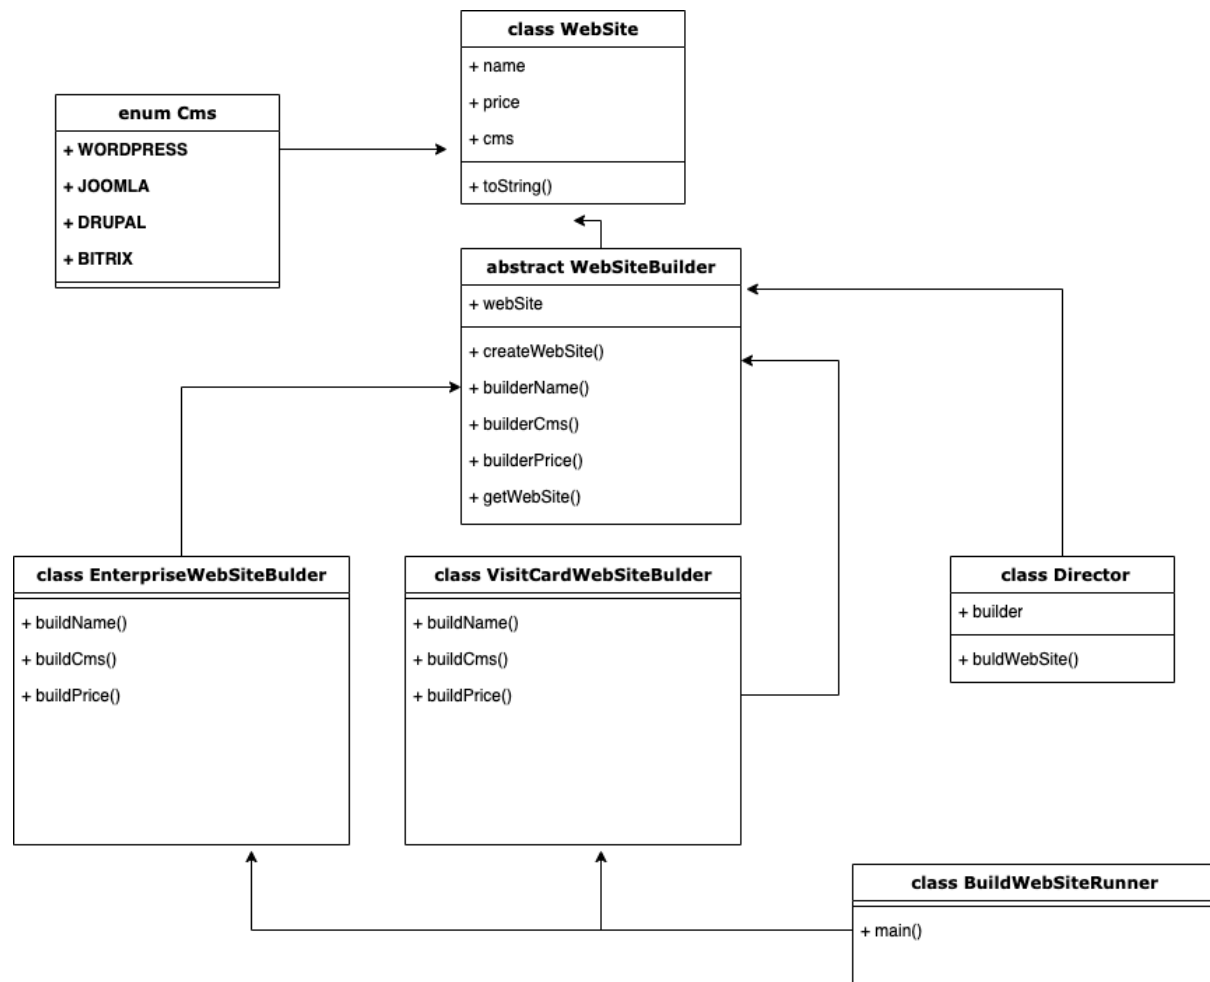 class WebSite
+ name
+ price
+ cms
+ toString()
enum Cms
+ WORDPRESS
+ JOOMLA
+ DRUPAL
+ BITRIX
abstract WebSiteBuilder
+ webSite
+ createWebSite()
+ builderName()
+ builderCms()
+ builderPrice()
+ getWebSite()
class EnterpriseWebSiteBulder
+ buildName()
+ buildCms()
+ buildPrice()
class VisitCardWebSiteBulder
+ buildName()
+ buildCms()
+ buildPrice()
class Director
+ builder
+ buldWebSite()
class BuildWebSiteRunner
+ main()